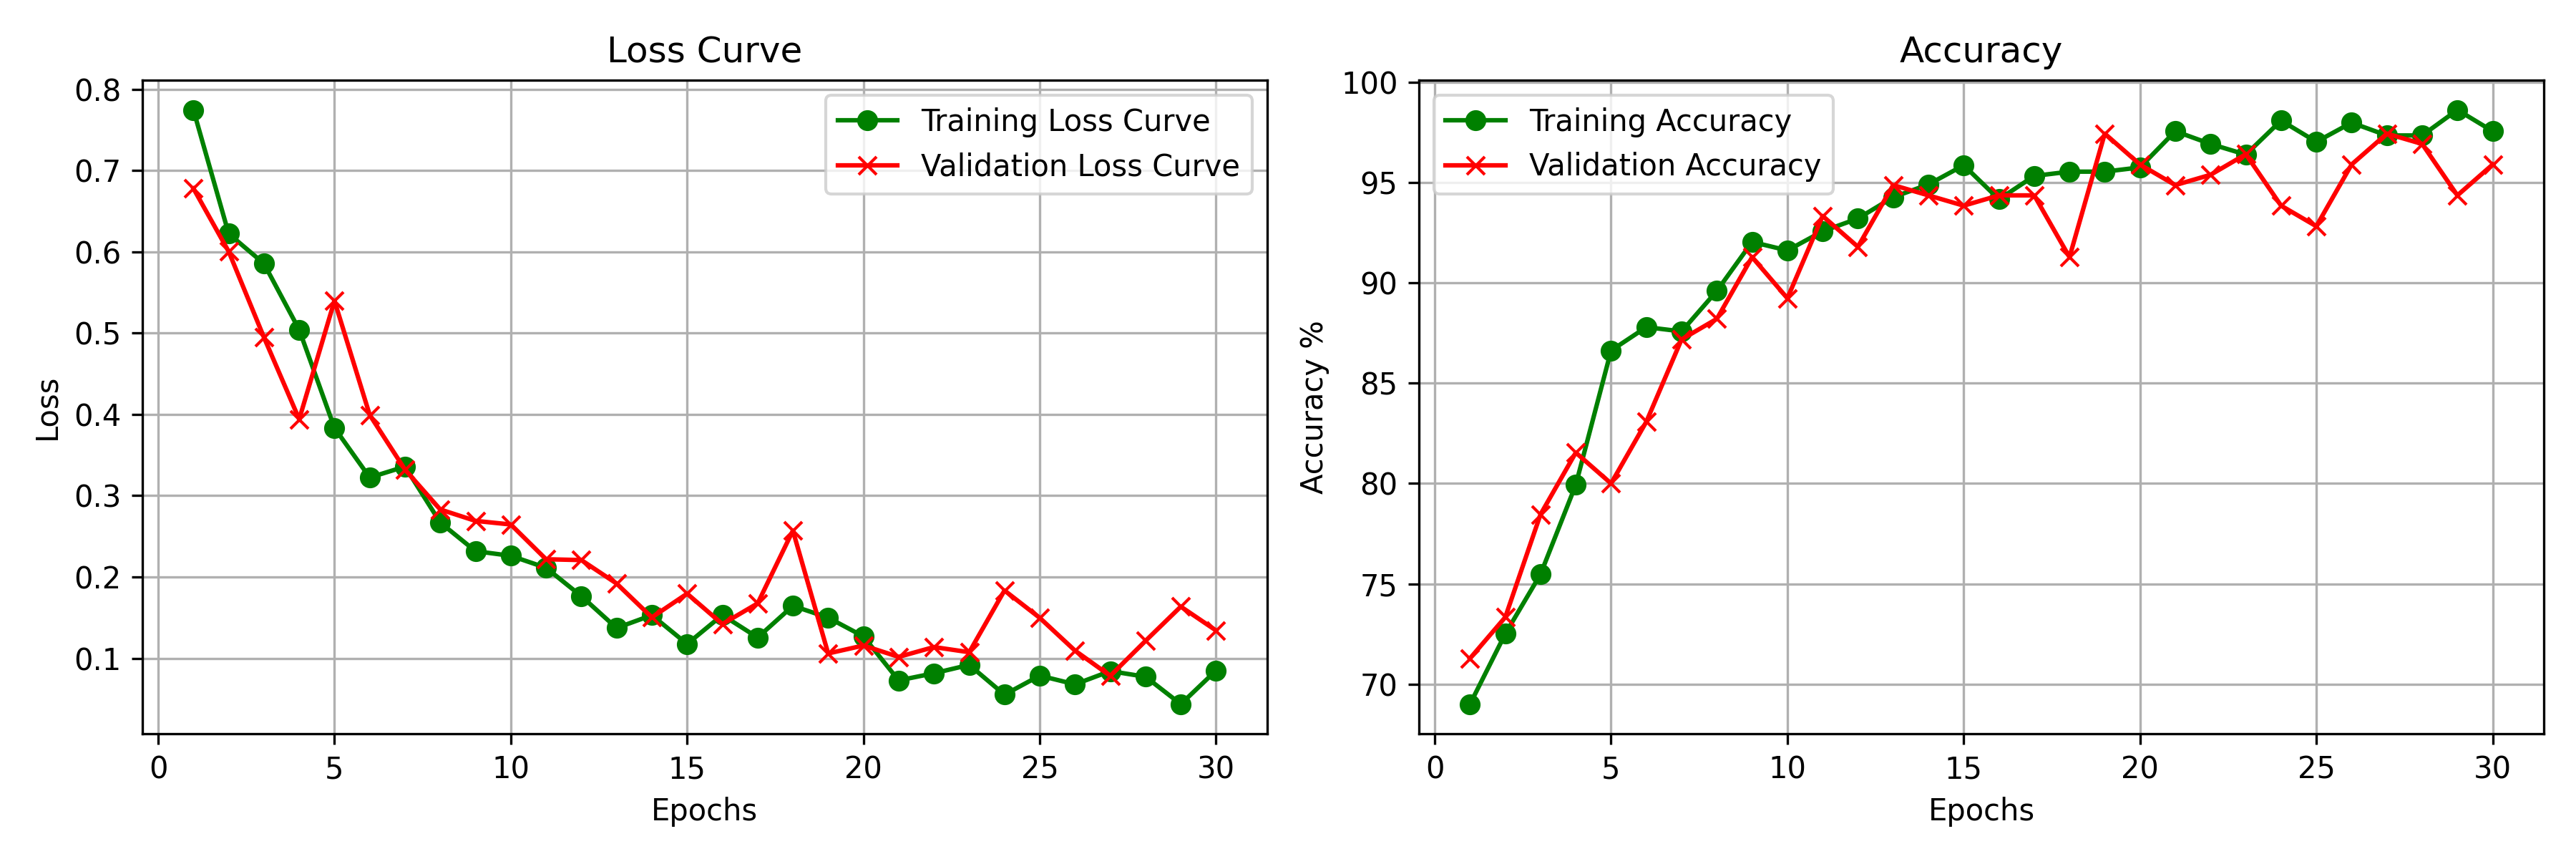 Loss Curve
0.8
0.7
0.6
0.5
0.4
0.3
0.2
0.1
Loss
Training Loss Curve
Validation Loss Curve
0 5 10 15 20 25 30
Epochs
Accuracy
100
95
90
85
80
75
70
Accuracy %
Training Accuracy
Validation Accuracy
0 5 10 15 20 25 30
Epochs